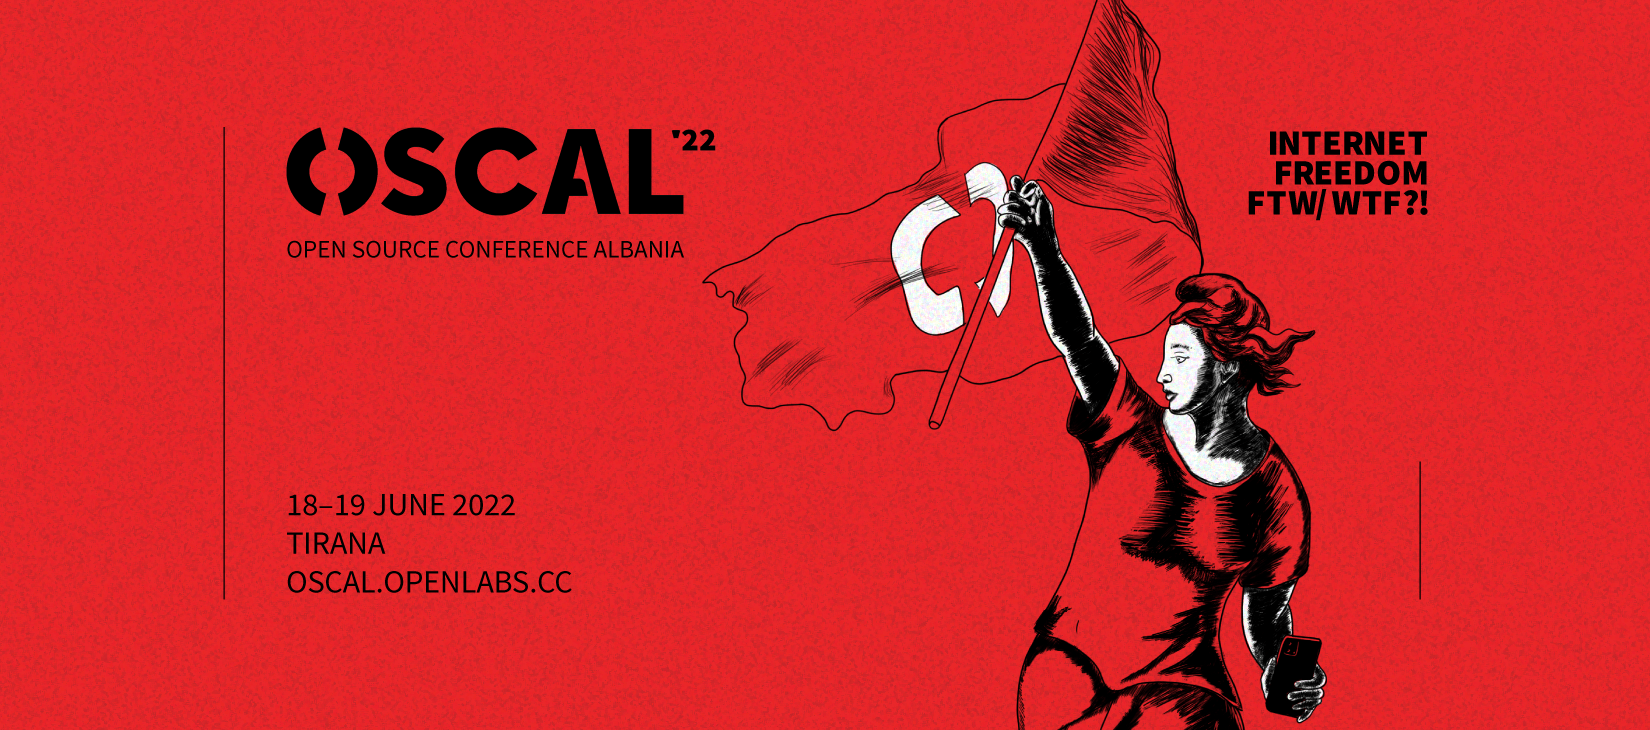 OSCAL '22
OPEN SOURCE CONFERENCE ALBANIA
18–19 JUNE 2022
TIRANA
OSCAL.OPENLABS.CC
INTERNET
FREEDOM
FTW/WTF?!